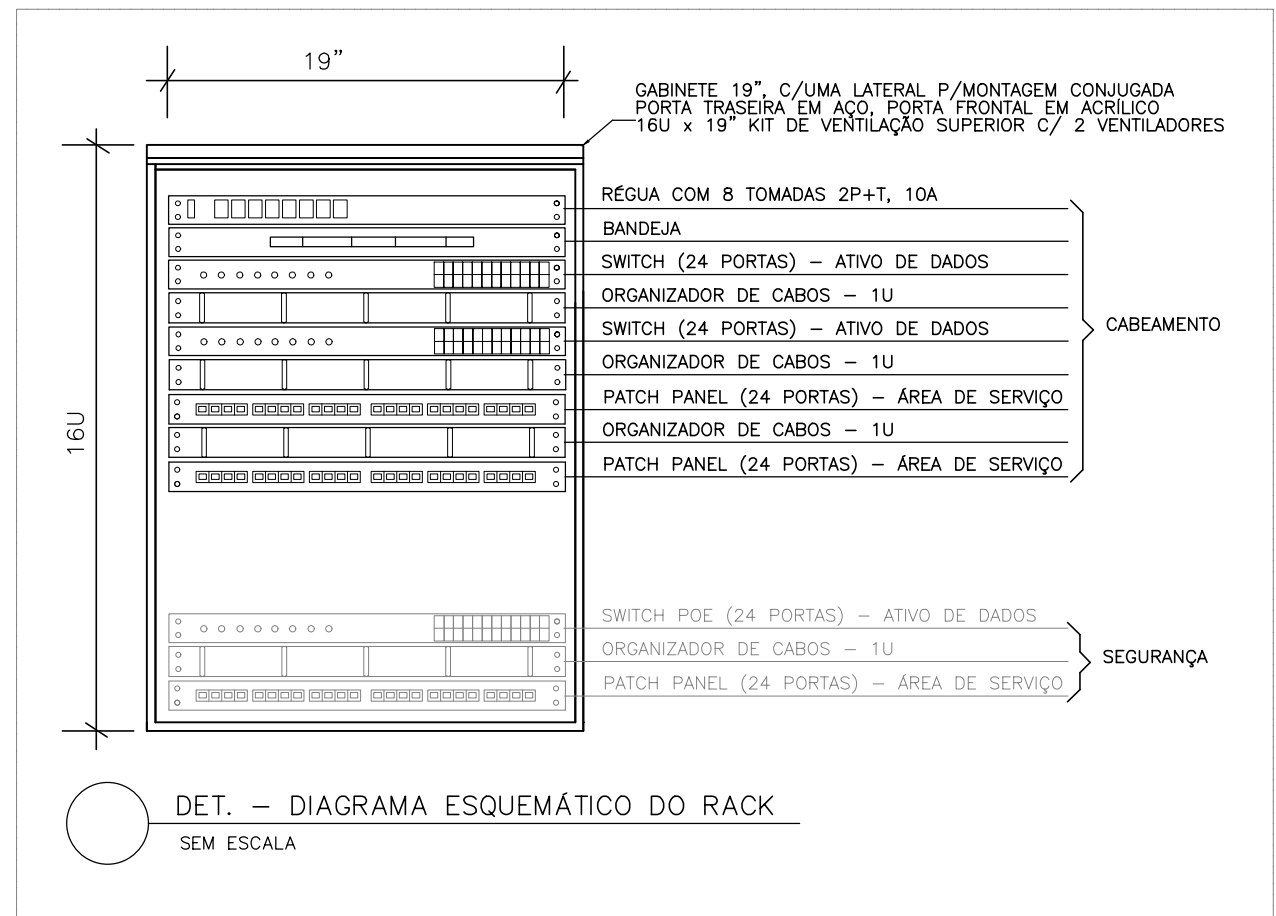 19”
GABINETE 19”, C/UMA LATERAL P/MONTAGEM CONJUGADA
PORTA TRASEIRA EM AÇO, PORTA FRONTAL EM ACRÍLICO
16U x 19” KIT DE VENTILAÇÃO SUPERIOR C/ 2 VENTILADORES
RÉGUA COM 8 TOMADAS 2P+T, 10A
BANDEJA
SWITCH (24 PORTAS) – ATIVO DE DADOS
ORGANIZADOR DE CABOS – 1U
SWITCH (24 PORTAS) – ATIVO DE DADOS
ORGANIZADOR DE CABOS – 1U
PATCH PANEL (24 PORTAS) – ÁREA DE SERVIÇO
ORGANIZADOR DE CABOS – 1U
PATCH PANEL (24 PORTAS) – ÁREA DE SERVIÇO
CABEAMENTO
16U
SWITCH POE (24 PORTAS) – ATIVO DE DADOS
ORGANIZADOR DE CABOS – 1U
PATCH PANEL (24 PORTAS) – ÁREA DE SERVIÇO
SEGURANÇA
DET. – DIAGRAMA ESQUEMÁTICO DO RACK
SEM ESCALA